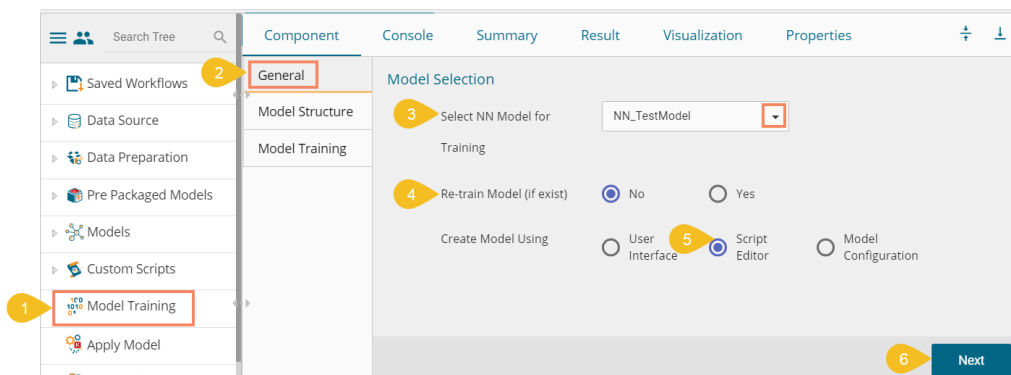 Search Tree
Component
Console
Summary
Result
Visualization
Properties
Saved Workflows
Data Source
Data Preparation
Pre Packaged Models
Models
Custom Scripts
1
Model Training
Apply Model
2
General
Model Structure
Model Training
Model Selection
3
Select NN Model for
Training
NN_TestModel
4
Re-train Model (if exist)
No
Yes
Create Model Using
User
Interface
5
Script
Editor
Model
Configuration
6
Next